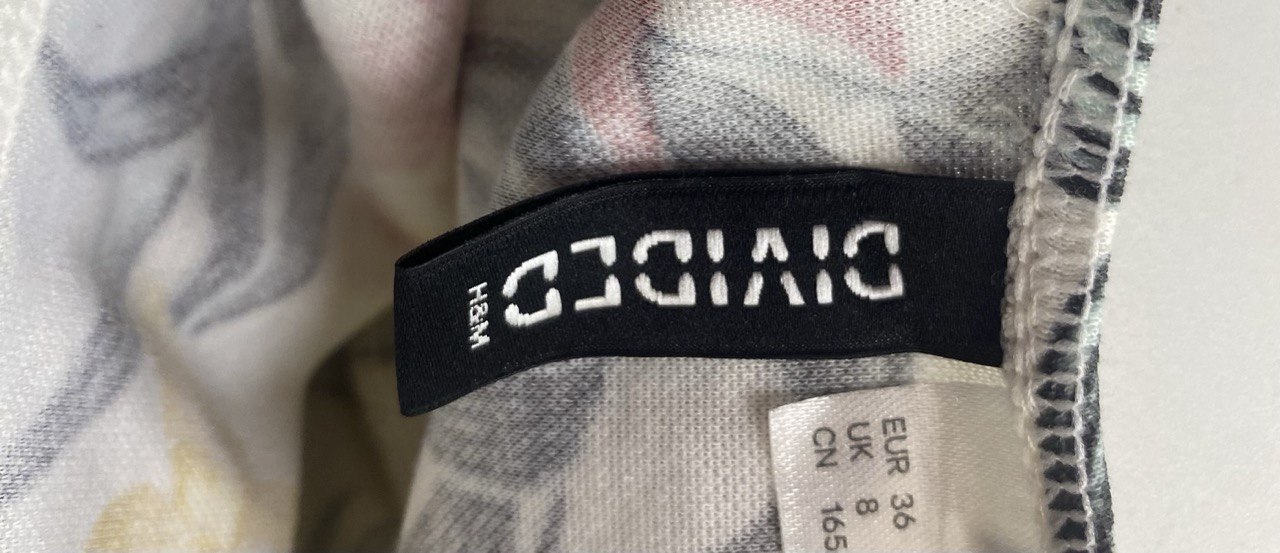 DIVIDED
H&M
EUR 36
UK 8
CN 165